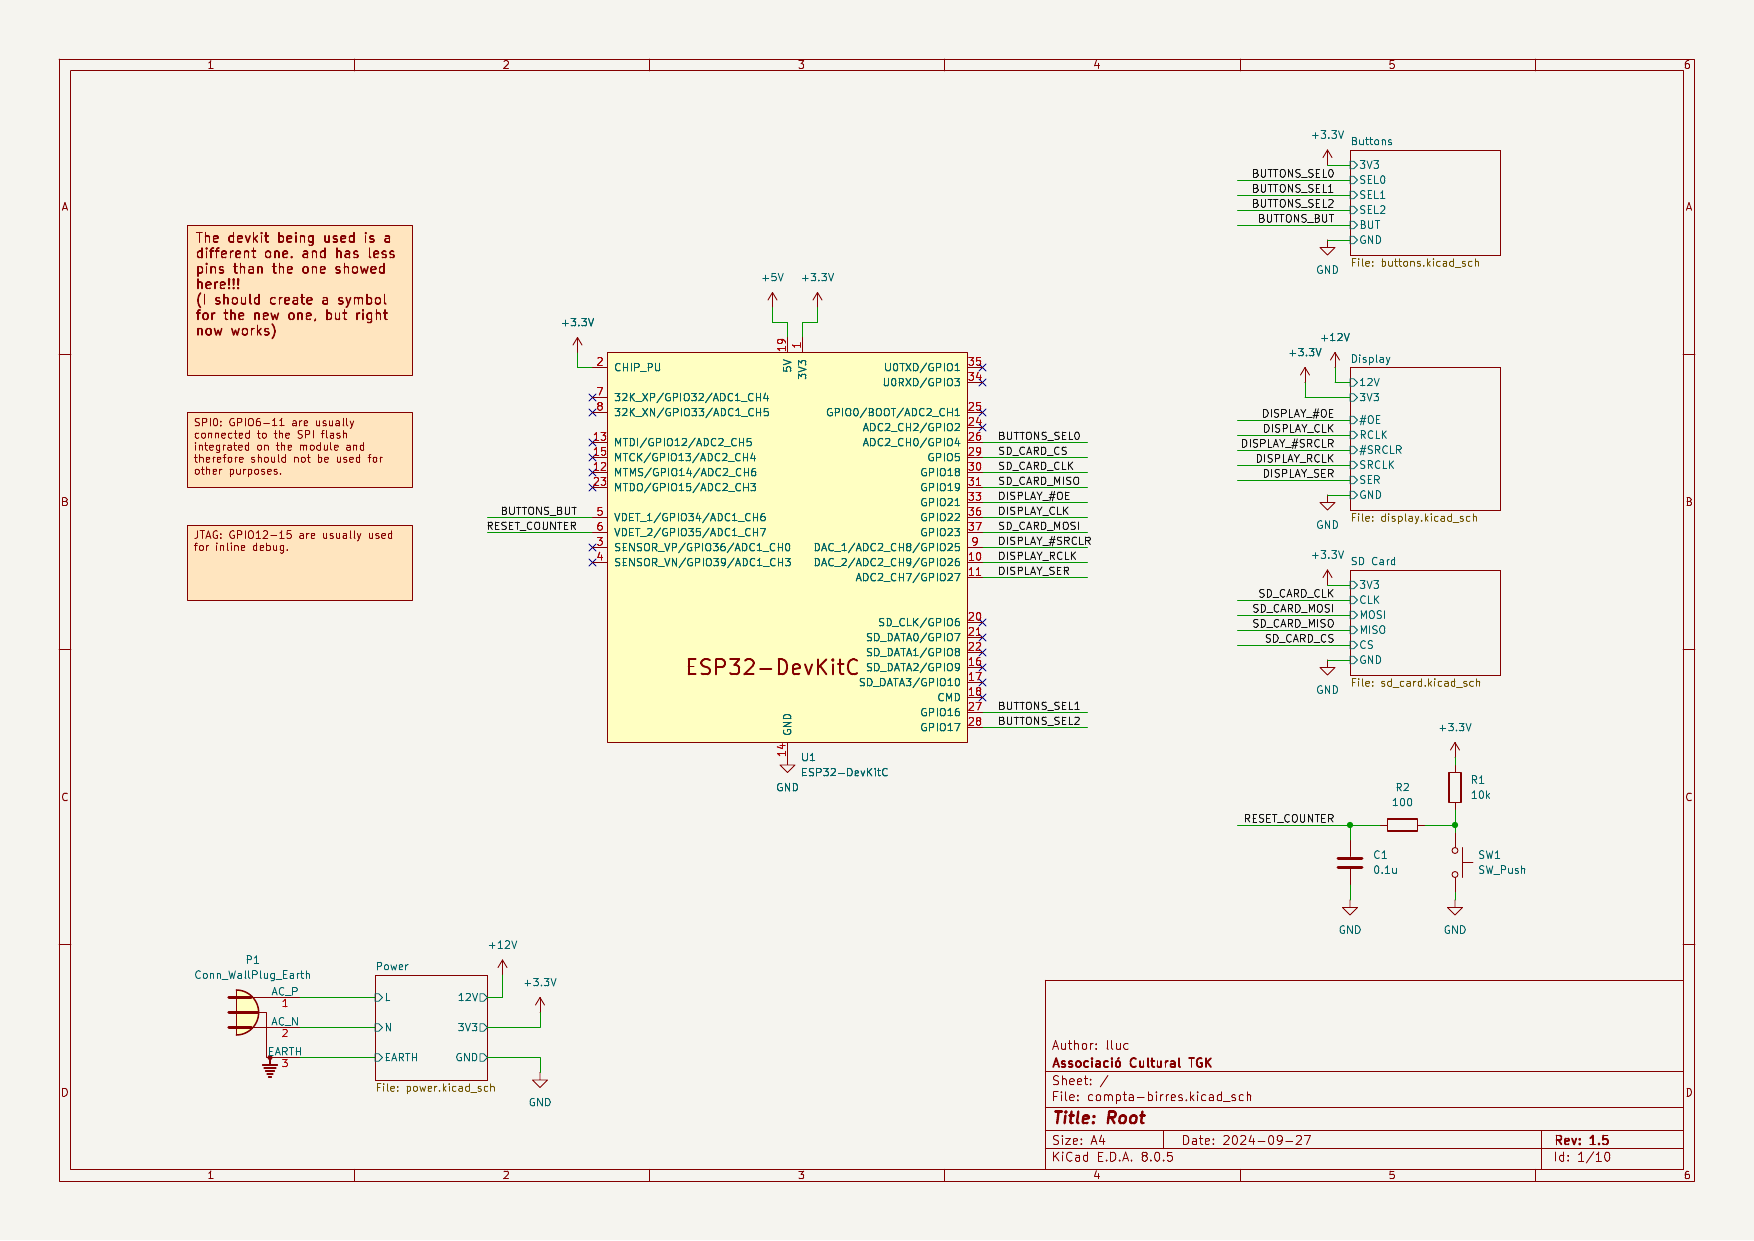 1 2 3 4 5 6
A
B
C
D
The devkit being used is a
different one. and has less
pins than the one showed
here!!!
(I should create a symbol
for the new one, but right
now works)
SPI0: GPIO6-11 are usually
connected to the SPI flash
integrated on the module and
therefore should not be used for
other purposes.
JTAG: GPIO12-15 are usually used
for inline debug.
+5V
+3.3V
+3.3V
19
5V
1
3V3
2 CHIP_PU
7 32K_XP/GPIO32/ADC1_CH4
8 32K_XN/GPIO33/ADC1_CH5
13 MTDI/GPIO12/ADC2_CH5
15 MTCK/GPIO13/ADC2_CH4
12 MTMS/GPIO14/ADC2_CH6
23 MTDO/GPIO15/ADC2_CH3
BUTTONS_BUT 5 VDET_1/GPIO34/ADC1_CH6
RESET_COUNTER 6 VDET_2/GPIO35/ADC1_CH7
3 SENSOR_VP/GPIO36/ADC1_CH0
4 SENSOR_VN/GPIO39/ADC1_CH3
U0TXD/GPIO1 35
U0RXD/GPIO3 34
GPIO0/BOOT/ADC2_CH1 25
ADC2_CH2/GPIO2 24
ADC2_CH0/GPIO4 26 BUTTONS_SEL0
GPIO5 29 SD_CARD_CS
GPIO18 30 SD_CARD_CLK
GPIO19 31 SD_CARD_MISO
GPIO21 33 DISPLAY_#OE
GPIO22 36 DISPLAY_CLK
GPIO23 37 SD_CARD_MOSI
DAC_1/ADC2_CH8/GPIO25 9 DISPLAY_#SRCLR
DAC_2/ADC2_CH9/GPIO26 10 DISPLAY_RCLK
ADC2_CH7/GPIO27 11 DISPLAY_SER
SD_CLK/GPIO6 20
SD_DATA0/GPIO7 21
SD_DATA1/GPIO8 22
SD_DATA2/GPIO9 16
SD_DATA3/GPIO10 17
CMD 18
GPIO16 27 BUTTONS_SEL1
GPIO17 28 BUTTONS_SEL2
ESP32-DevKitC
GND
14
GND
U1
ESP32-DevKitC
+3.3V
Buttons
3V3
BUTTONS_SEL0 SEL0
BUTTONS_SEL1 SEL1
BUTTONS_SEL2 SEL2
BUTTONS_BUT BUT
GND
GND
File: buttons.kicad_sch
+12V
+3.3V
Display
12V
3V3
DISPLAY_#OE #OE
DISPLAY_CLK RCLK
DISPLAY_#SRCLR #SRCLR
DISPLAY_RCLK SRCLK
DISPLAY_SER SER
GND
GND
File: display.kicad_sch
+3.3V
SD Card
3V3
SD_CARD_CLK CLK
SD_CARD_MOSI MOSI
SD_CARD_MISO MISO
SD_CARD_CS CS
GND
GND
File: sd_card.kicad_sch
+3.3V
R1
10k
R2
100
RESET_COUNTER
C1
0.1u
SW1
SW_Push
GND
GND
P1
Conn_WallPlug_Earth
AC_P
1
AC_N
2
EARTH
3
Power
L
N
EARTH
12V
3V3
GND
File: power.kicad_sch
+12V
+3.3V
GND
Author: lluc
Associació Cultural TGK
Sheet: /
File: compta-birres.kicad_sch
Title: Root
Size: A4 Date: 2024-09-27 Rev: 1.5
KiCad E.D.A. 8.0.5 Id: 1/10
A
B
C
D
1 2 3 4 5 6